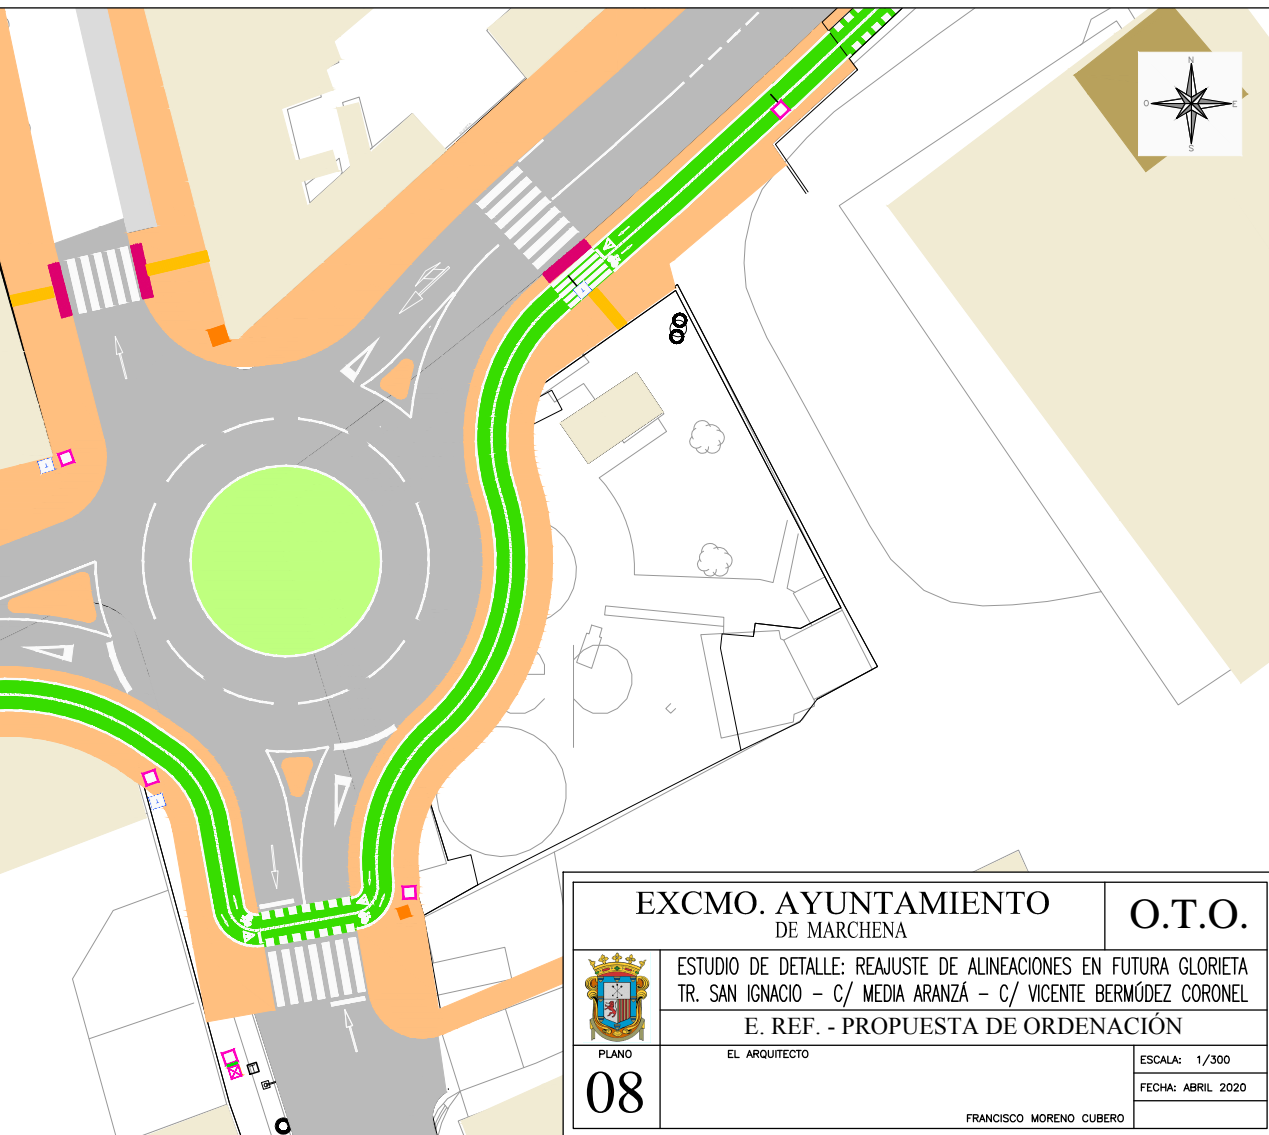 N
O
E
S
EXCMO. AYUNTAMIENTO
DE MARCHENA
O.T.O.
ESTUDIO DE DETALLE: REAJUSTE DE ALINEACIONES EN FUTURA GLORIETA
TR. SAN IGNACIO – C/ MEDIA ARANZÁ – C/ VICENTE BERMÚDEZ CORONEL
E. REF. - PROPUESTA DE ORDENACIÓN
PLANO
08
EL ARQUITECTO
FRANCISCO MORENO CUBERO
ESCALA: 1/300
FECHA: ABRIL 2020